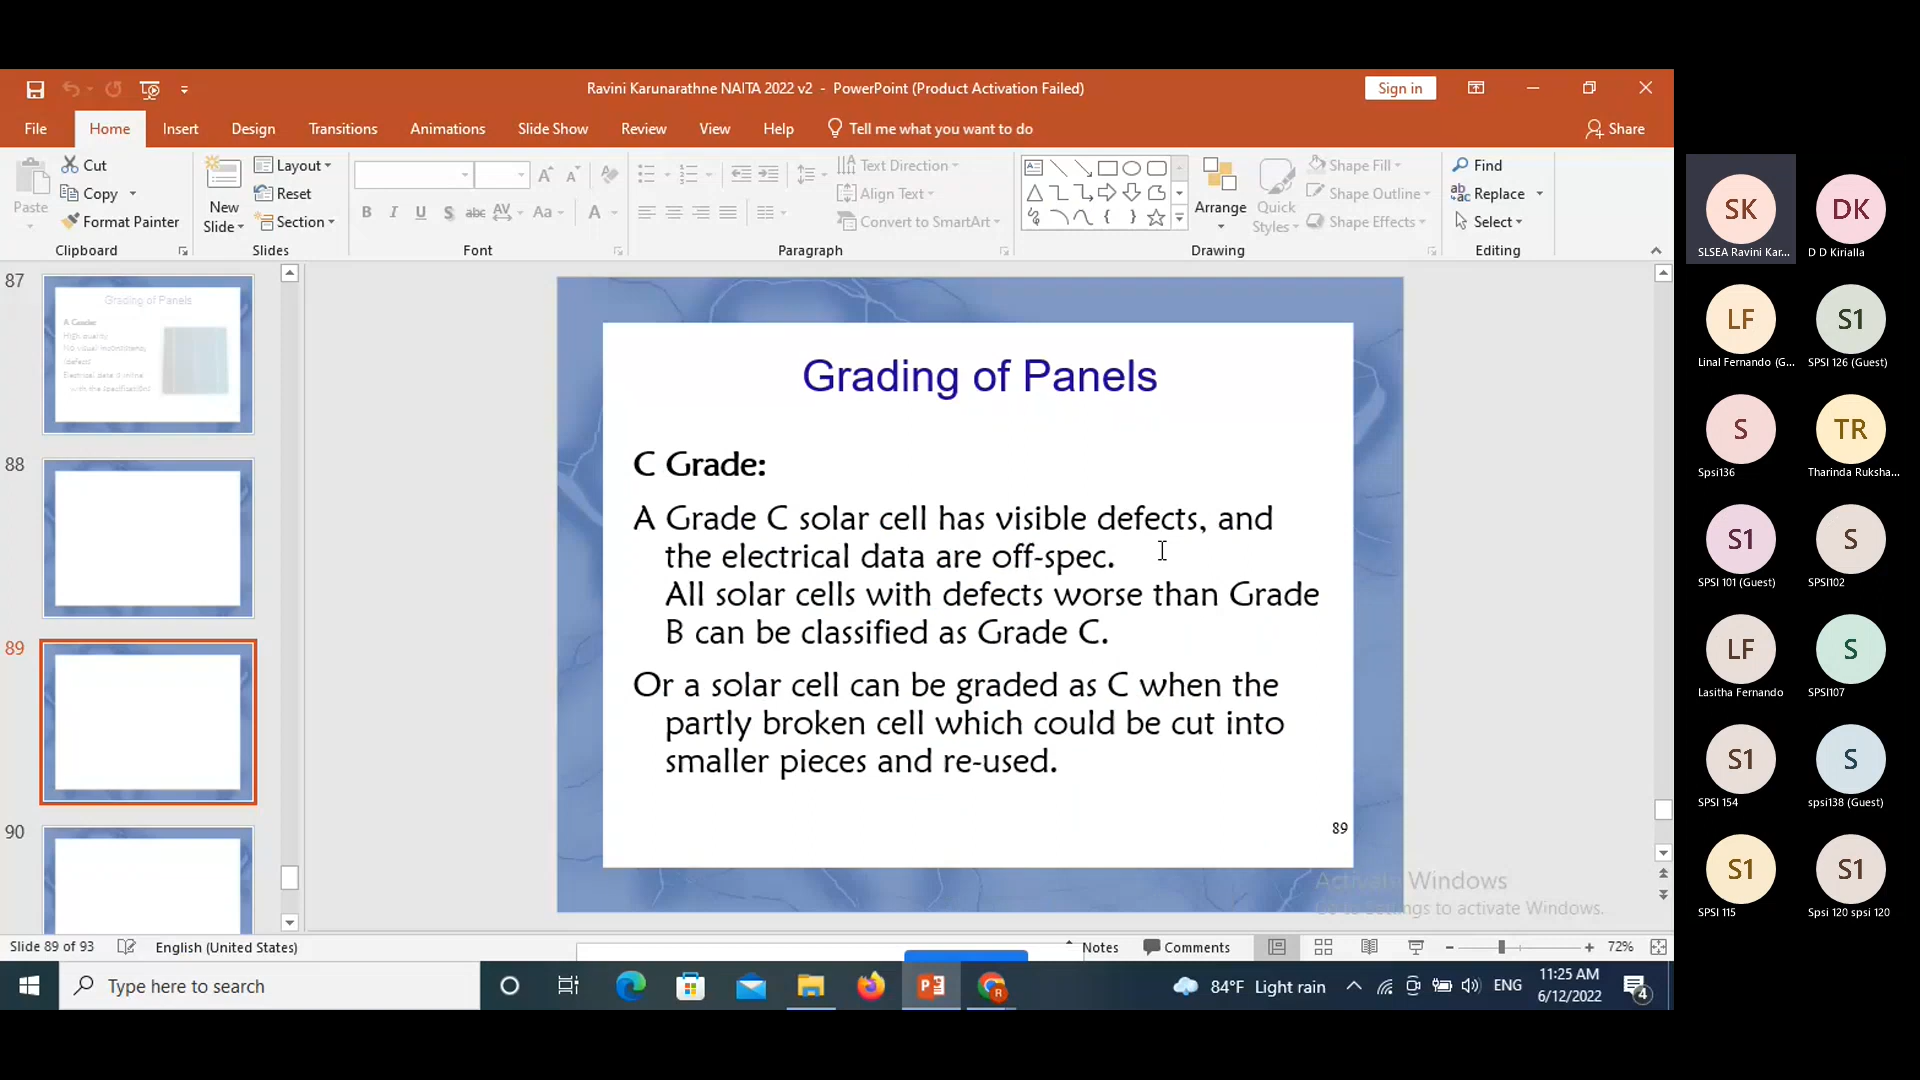 Ravini Karunarathne NAITA 2022 v2 - PowerPoint (Product Activation Failed)
Sign in
File Home Insert Design Transitions Animations Slide Show Review View Help Tell me what you want to do Share
Paste
Cut
Copy
Format Painter
Clipboard
New Slide
Layout
Reset
Section
Slides
Font
Text Direction
Align Text
Convert to SmartArt
Paragraph
Arrange
Quick Styles
Shape Fill
Shape Outline
Shape Effects
Drawing
Find
Replace
Select
Editing
87
Grading of Panels
A Grade:
High quality
88
89
90
Grading of Panels
C Grade:
A Grade C solar cell has visible defects, and
the electrical data are off-spec.
All solar cells with defects worse than Grade
B can be classified as Grade C.
Or a solar cell can be graded as C when the
partly broken cell which could be cut into
smaller pieces and re-used.
89
Activate Windows
Go to Settings to activate Windows.
Slide 89 of 93 English (United States) Notes Comments 72%
Type here to search
84°F Light rain ENG
11:25 AM
6/12/2022
4
SK
SLSEA Ravini Kar...
DK
D D Kirialla
LF
Linal Fernando (G...
S1
SPSI 126 (Guest)
S
Spsi136
TR
Tharinda Ruksha...
S1
SPSI 101 (Guest)
S
SPSI102
LF
Lasitha Fernando
S
SPSI107
S1
SPSI 154
S
spsi138 (Guest)
S1
SPSI 115
S1
Spsi 120 spsi 120